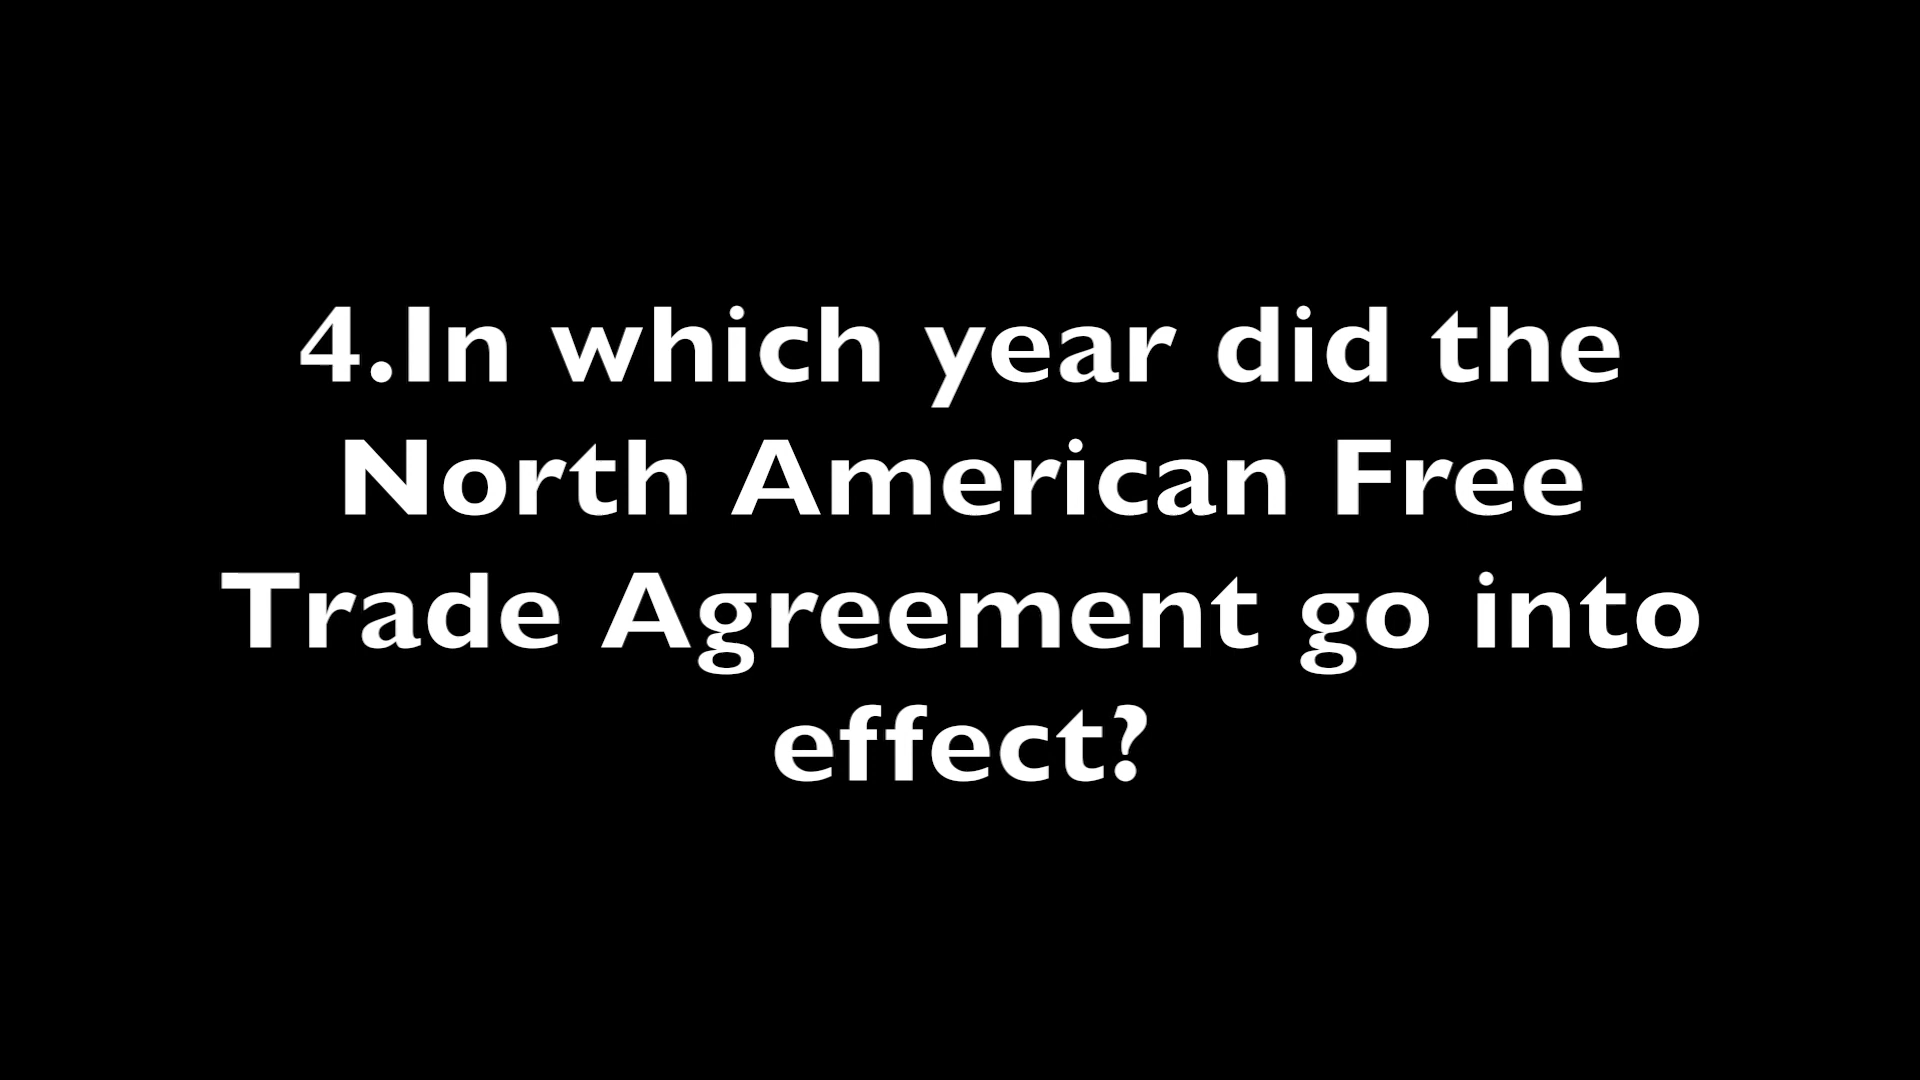 4.In which year did the
North American Free
Trade Agreement go into
effect?